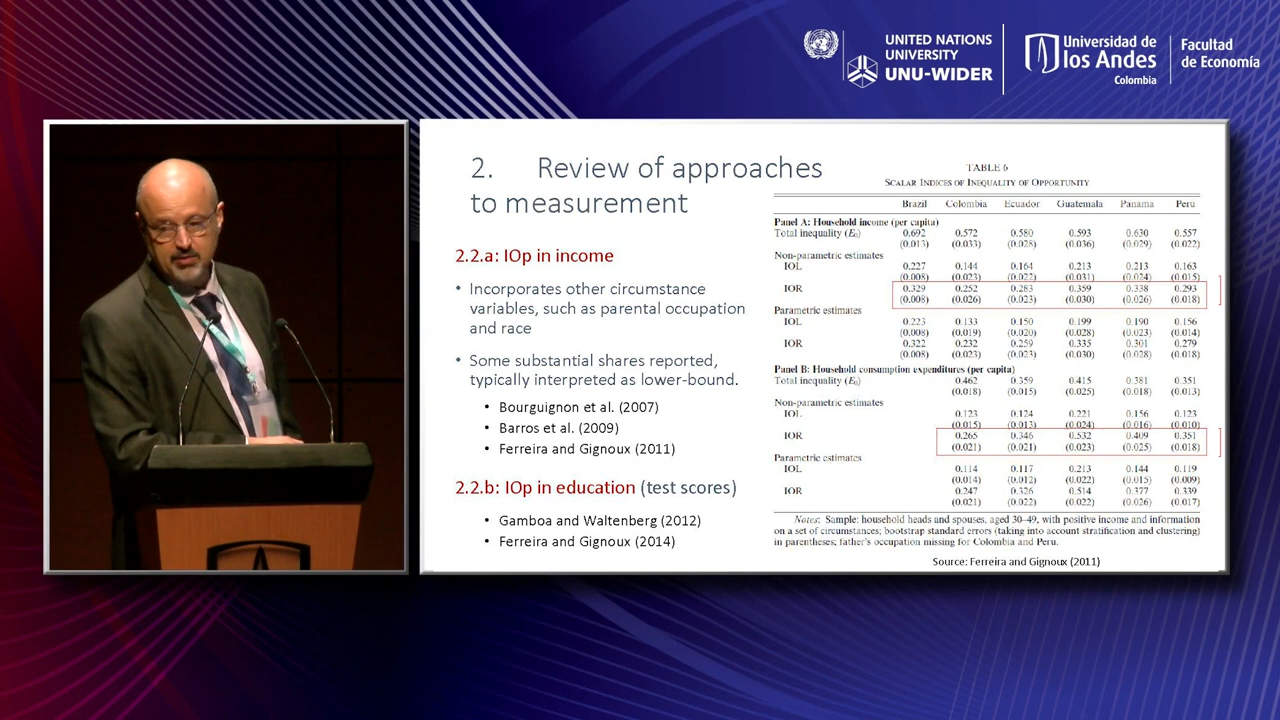 UNITED NATIONS
UNIVERSITY
UNU-WIDER
Universidad de
los Andes
Colombia
Facultad
de Economía
2. Review of approaches
to measurement
2.2.a: IOp in income
• Incorporates other circumstance
variables, such as parental occupation
and race
• Some substantial shares reported,
typically interpreted as lower-bound.
• Bourguignon et al. (2007)
• Barros et al. (2009)
• Ferreira and Gignoux (2011)
2.2.b: IOp in education (test scores)
• Gamboa and Waltenberg (2012)
• Ferreira and Gignoux (2014)
TABLE 6
SCALAR INDICES OF INEQUALITY OF OPPORTUNITY
Brazil Colombia Ecuador Guatemala Panama Peru
Panel A: Household income (per capita)
Total inequality (E₀) 0.692 0.572 0.580 0.593 0.630 0.557
(0.013) (0.033) (0.028) (0.036) (0.029) (0.022)
Non-parametric estimates
IOL 0.227 0.144 0.164 0.213 0.213 0.163
(0.008) (0.023) (0.022) (0.031) (0.024) (0.015)
IOR 0.329 0.252 0.283 0.359 0.338 0.293
(0.008) (0.026) (0.023) (0.030) (0.026) (0.018)
Parametric estimates
IOL 0.223 0.133 0.150 0.199 0.190 0.156
(0.008) (0.019) (0.020) (0.028) (0.023) (0.014)
IOR 0.322 0.232 0.259 0.335 0.301 0.279
(0.008) (0.023) (0.023) (0.030) (0.028) (0.018)
Panel B: Household consumption expenditures (per capita)
Total inequality (E₀) 0.462 0.359 0.415 0.381 0.351
(0.018) (0.015) (0.025) (0.018) (0.013)
Non-parametric estimates
IOL 0.123 0.124 0.221 0.156 0.123
(0.015) (0.013) (0.024) (0.016) (0.010)
IOR 0.265 0.346 0.532 0.409 0.351
(0.021) (0.021) (0.023) (0.025) (0.018)
Parametric estimates
IOL 0.114 0.117 0.213 0.144 0.119
(0.014) (0.012) (0.022) (0.015) (0.009)
IOR 0.247 0.326 0.514 0.377 0.339
(0.021) (0.022) (0.022) (0.026) (0.017)
Notes: Sample: household heads and spouses, aged 30–49, with positive income and information
on a set of circumstances; bootstrap standard errors (taking into account stratification and clustering)
in parentheses; father's occupation missing for Colombia and Peru.
Source: Ferreira and Gignoux (2011)